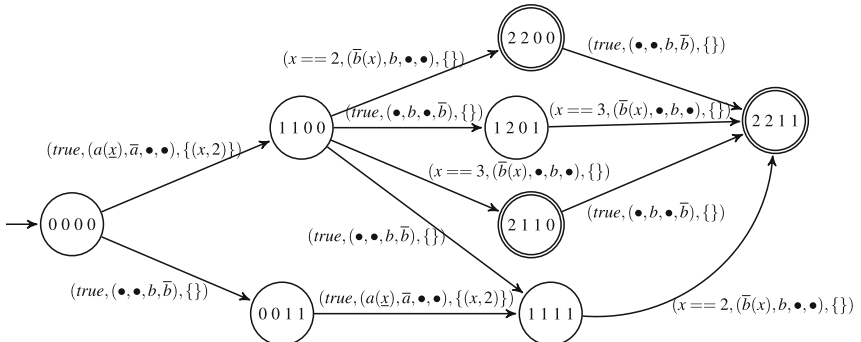 2 2 0 0
(true, (•, •, b, b̅), {})
(x == 2, (b̅(x), b, •, •), {})
1 1 0 0
(true, (•, b, •, b̅), {})
1 2 0 1
(x == 3, (b̅(x), •, b, •), {})
2 2 1 1
(true, (a(x̲), a̅, •, •), {(x, 2)})
(x == 3, (b̅(x), •, b, •), {})
0 0 0 0
2 1 1 0
(true, (•, b, •, b̅), {})
(true, (•, •, b, b̅), {})
(true, (•, •, b, b̅), {})
0 0 1 1
(true, (a(x̲), a̅, •, •), {(x, 2)})
1 1 1 1
(x == 2, (b̅(x), b, •, •), {})